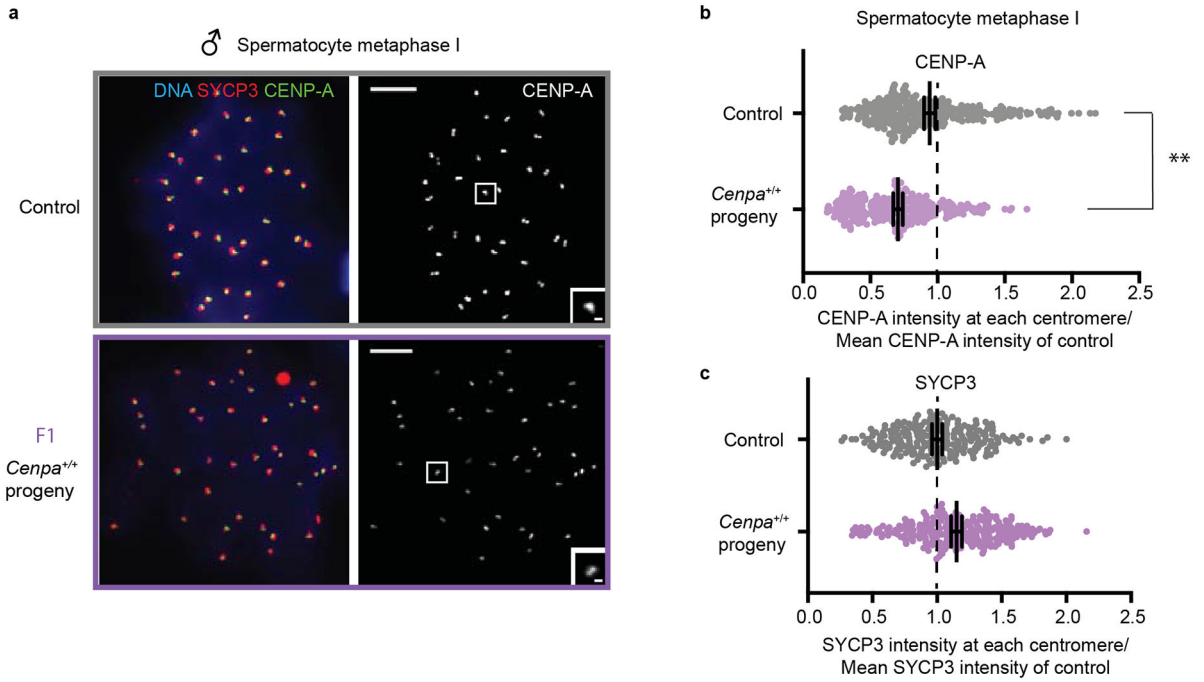 a
♂ Spermatocyte metaphase I
DNA SYCP3 CENP-A
CENP-A
Control
F1
Cenpa+/+
progeny
b
Spermatocyte metaphase I
CENP-A
Control
Cenpa+/+
progeny
**
0.0 0.5 1.0 1.5 2.0 2.5
CENP-A intensity at each centromere/
Mean CENP-A intensity of control
c
SYCP3
Control
Cenpa+/+
progeny
0.0 0.5 1.0 1.5 2.0 2.5
SYCP3 intensity at each centromere/
Mean SYCP3 intensity of control